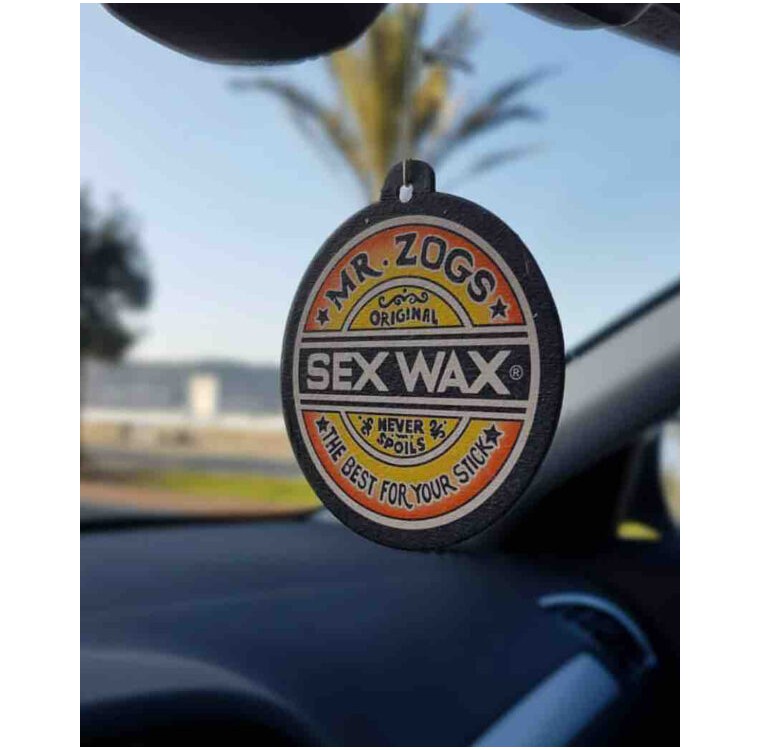 MR. ZOGS
ORIGINAL
SEX WAX®
NEVER
SPOILS
THE BEST FOR YOUR STICK